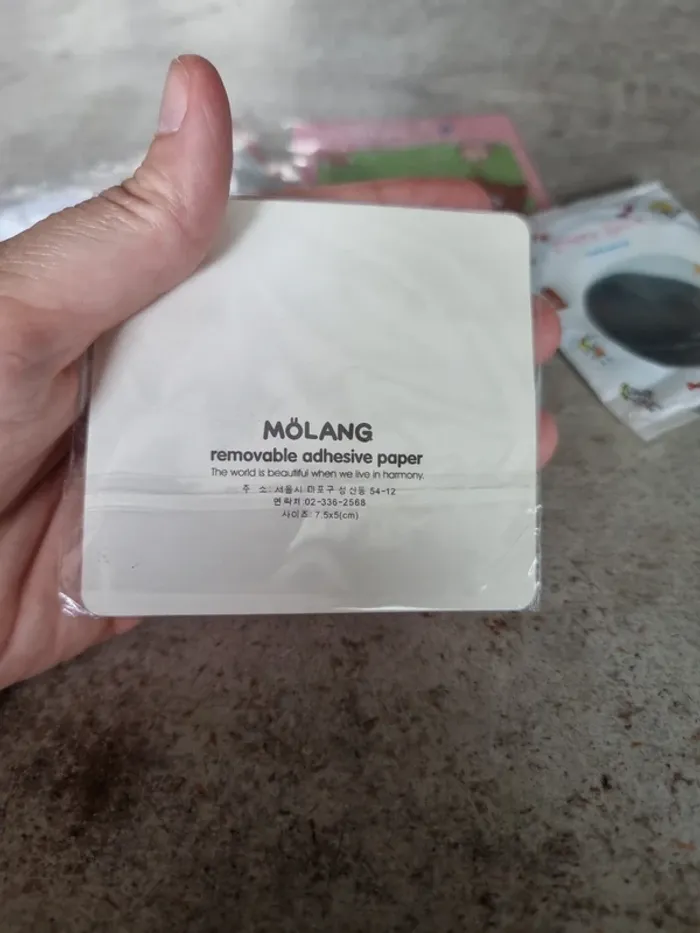 MÖLANG
removable adhesive paper
The world is beautiful when we live in harmony.
주 소: 서울시 마포구 성산동 54-12
연락처:02-336-2568
사이즈: 7.5x5(cm)